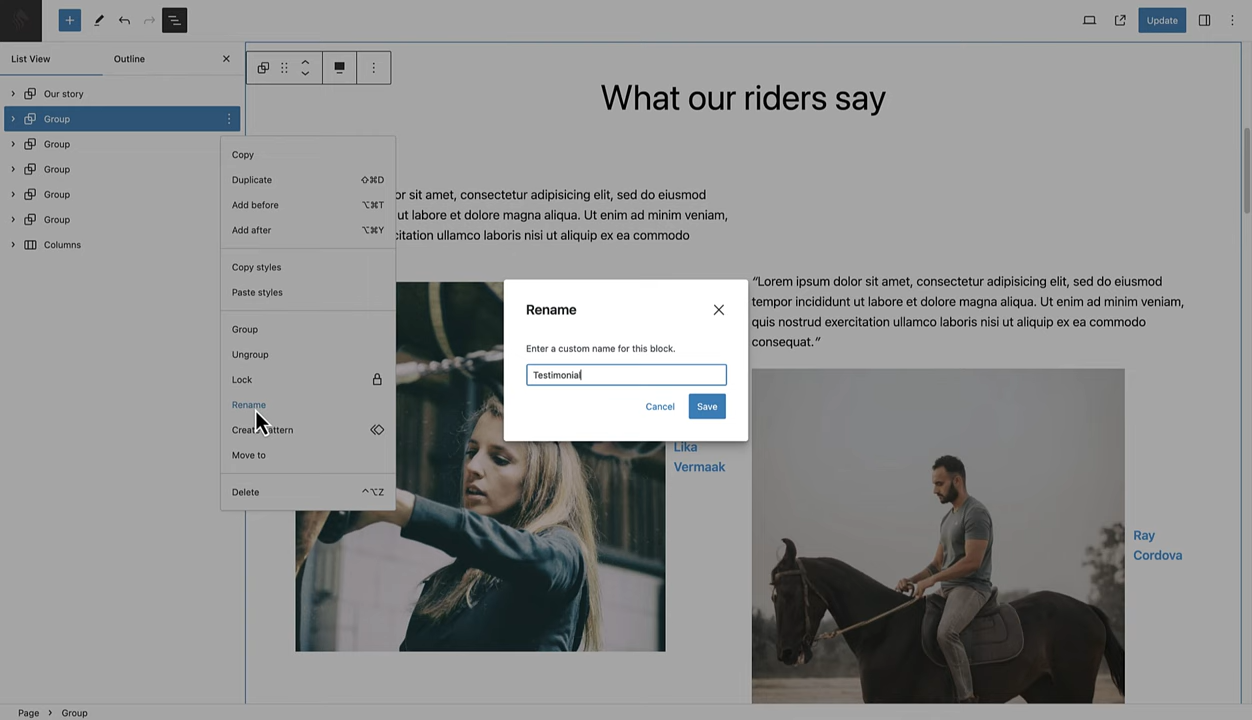 Update
List View
Outline
Our story
Group
Group
Group
Group
Group
Columns
Copy
Duplicate ⇧⌘D
Add before ⌥⌘T
Add after ⌥⌘Y
Copy styles
Paste styles
Group
Ungroup
Lock
Rename
Move to
Delete ^⌥Z
What our riders say
sit amet, consectetur adipisicing elit, sed do eiusmod
ut labore et dolore magna aliqua. Ut enim ad minim veniam,
ullamco laboris nisi ut aliquip ex ea commodo
Rename
Enter a custom name for this block.
Testimonial
Cancel
Save
Lika
Vermaak
“Lorem ipsum dolor sit amet, consectetur adipisicing elit, sed do eiusmod
tempor incididunt ut labore et dolore magna aliqua. Ut enim ad minim veniam,
quis nostrud exercitation ullamco laboris nisi ut aliquip ex ea commodo
consequat.”
Ray
Cordova
Page > Group